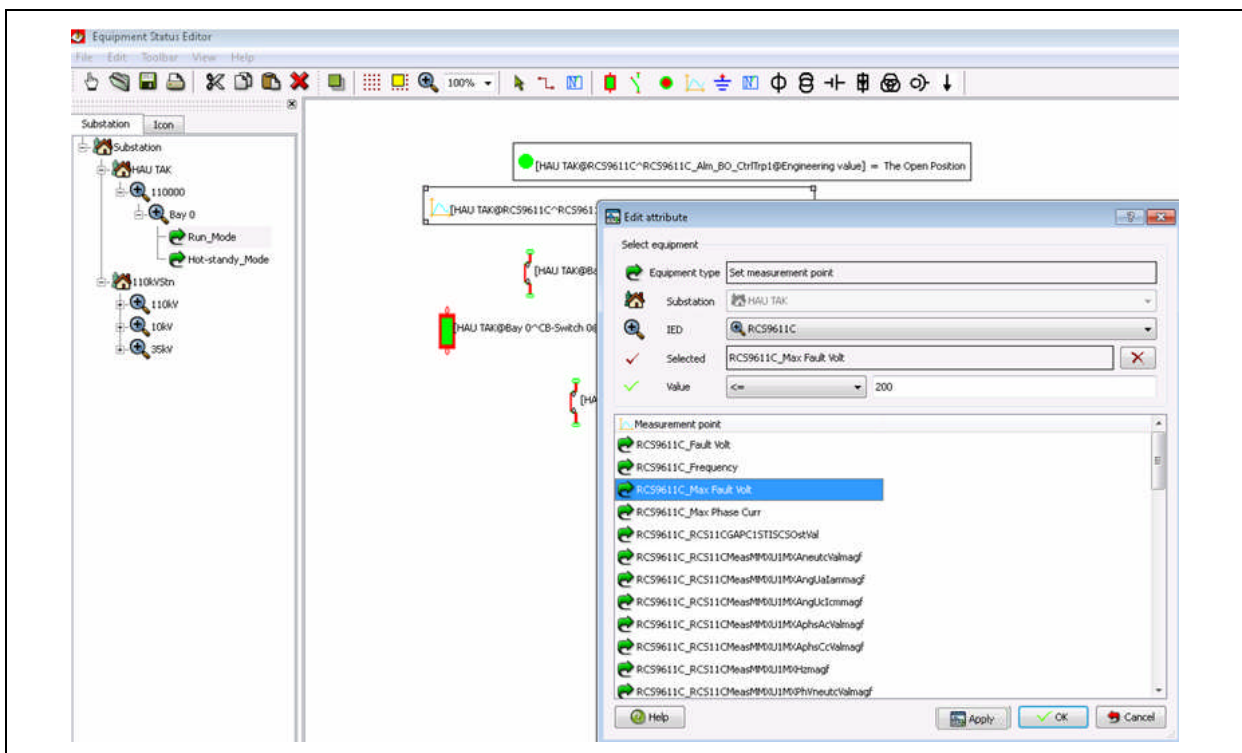 Equipment Status Editor
File Edit Toolbar View Help
100%
Substation Icon
Substation
HAU TAK
110000
Bay 0
Run_Mode
Hot-standy_Mode
110kVStn
110kV
10kV
35kV
[HAU TAK@RCS9611C^RCS9611C_Alm_BO_CtrlTrp1@Engineering value] = The Open Position
[HAU TAK@RCS9611C^RCS961
[HAU TAK@Ba
[HAU TAK@Bay 0^CB-Switch 0@
[HA
Edit attribute
Select equipment
Equipment type Set measurement point
Substation HAU TAK
IED RCS9611C
Selected RCS9611C_Max Fault Volt
Value <= 200
Measurement point
RCS9611C_Fault Volt
RCS9611C_Frequency
RCS9611C_Max Fault Volt
RCS9611C_Max Phase Curr
RCS9611C_RCS11CGAPC1STISCSOstVal
RCS9611C_RCS11CMeasMMXU1MXAneutcValmagf
RCS9611C_RCS11CMeasMMXU1MXAngUaIammagf
RCS9611C_RCS11CMeasMMXU1MXAngUcIcmmagf
RCS9611C_RCS11CMeasMMXU1MXAphsAcValmagf
RCS9611C_RCS11CMeasMMXU1MXAphsCcValmagf
RCS9611C_RCS11CMeasMMXU1MXHzmagf
RCS9611C_RCS11CMeasMMXU1MXPhVneutcValmagf
Help Apply OK Cancel